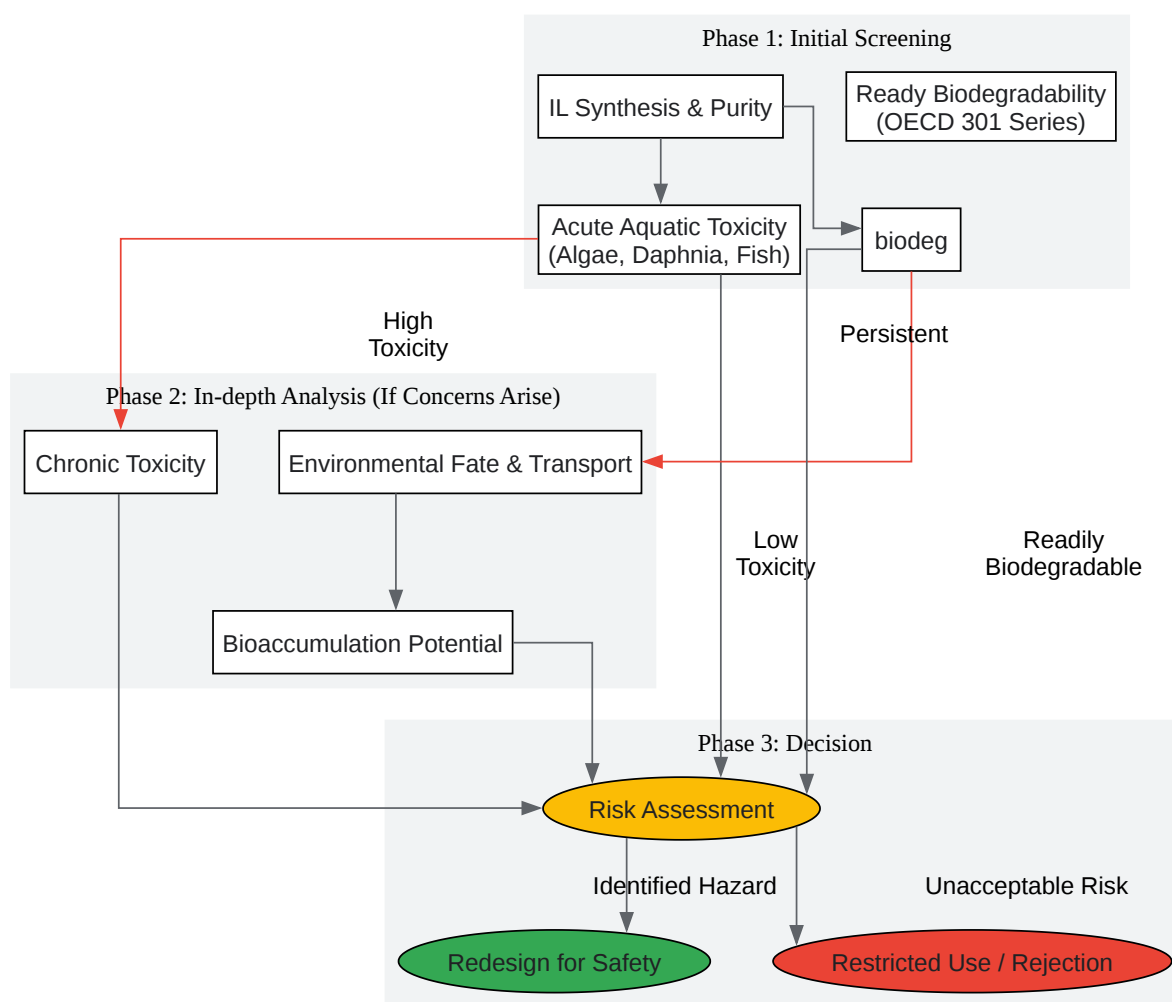 Phase 1: Initial Screening
IL Synthesis & Purity
Ready Biodegradability
(OECD 301 Series)
Acute Aquatic Toxicity
(Algae, Daphnia, Fish)
biodeg
High
Toxicity
Persistent
Phase 2: In-depth Analysis (If Concerns Arise)
Chronic Toxicity
Environmental Fate & Transport
Low
Toxicity
Readily
Biodegradable
Bioaccumulation Potential
Phase 3: Decision
Risk Assessment
Identified Hazard
Unacceptable Risk
Redesign for Safety
Restricted Use / Rejection